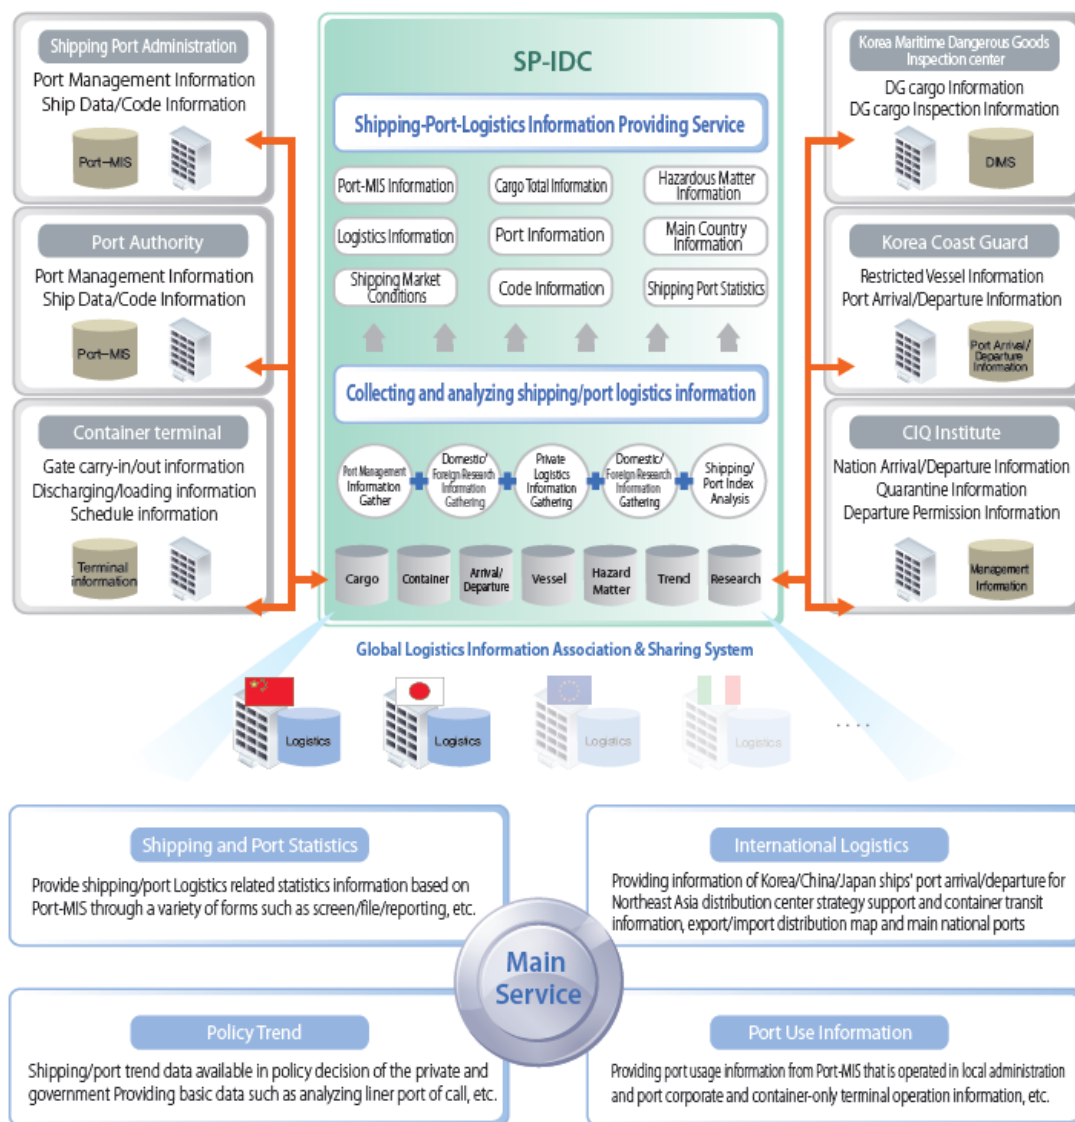 Shipping Port Administration
Port Management Information
Ship Data/Code Information
Port-MIS
Port Authority
Port Management Information
Ship Data/Code Information
Port-MIS
Container terminal
Gate carry-in/out information
Discharging/loading information
Schedule information
Terminal
information
SP-IDC
Shipping-Port-Logistics Information Providing Service
Port-MIS Information
Cargo Total Information
Hazardous Matter
Information
Logistics Information
Port Information
Main Country
Information
Shipping Market
Conditions
Code Information
Shipping Port Statistics
Collecting and analyzing shipping/port logistics information
Port Management
Information
Gather
Domestic/
Foreign Research
Information
Gathering
Private
Logistics
Information
Gathering
Domestic/
Foreign Research
Information
Gathering
Shipping/
Port Index
Analysis
Cargo
Container
Arrival/
Departure
Vessel
Hazard
Matter
Trend
Research
Korea Maritime Dangerous Goods
Inspection center
DG cargo Information
DG cargo Inspection Information
DIMS
Korea Coast Guard
Restricted Vessel Information
Port Arrival/Departure Information
Port Arrival/
Departure
Information
CIQ Institute
Nation Arrival/Departure Information
Quarantine Information
Departure Permission Information
Management
Information
Global Logistics Information Association & Sharing System
Logistics
Logistics
Logistics
Logistics
....
Shipping and Port Statistics
Provide shipping/port Logistics related statistics information based on
Port-MIS through a variety of forms such as screen/file/reporting, etc.
International Logistics
Providing information of Korea/China/Japan ships' port arrival/departure for
Northeast Asia distribution center strategy support and container transit
information, export/import distribution map and main national ports
Main
Service
Policy Trend
Shipping/port trend data available in policy decision of the private and
government Providing basic data such as analyzing liner port of call, etc.
Port Use Information
Providing port usage information from Port-MIS that is operated in local administration
and port corporate and container-only terminal operation information, etc.